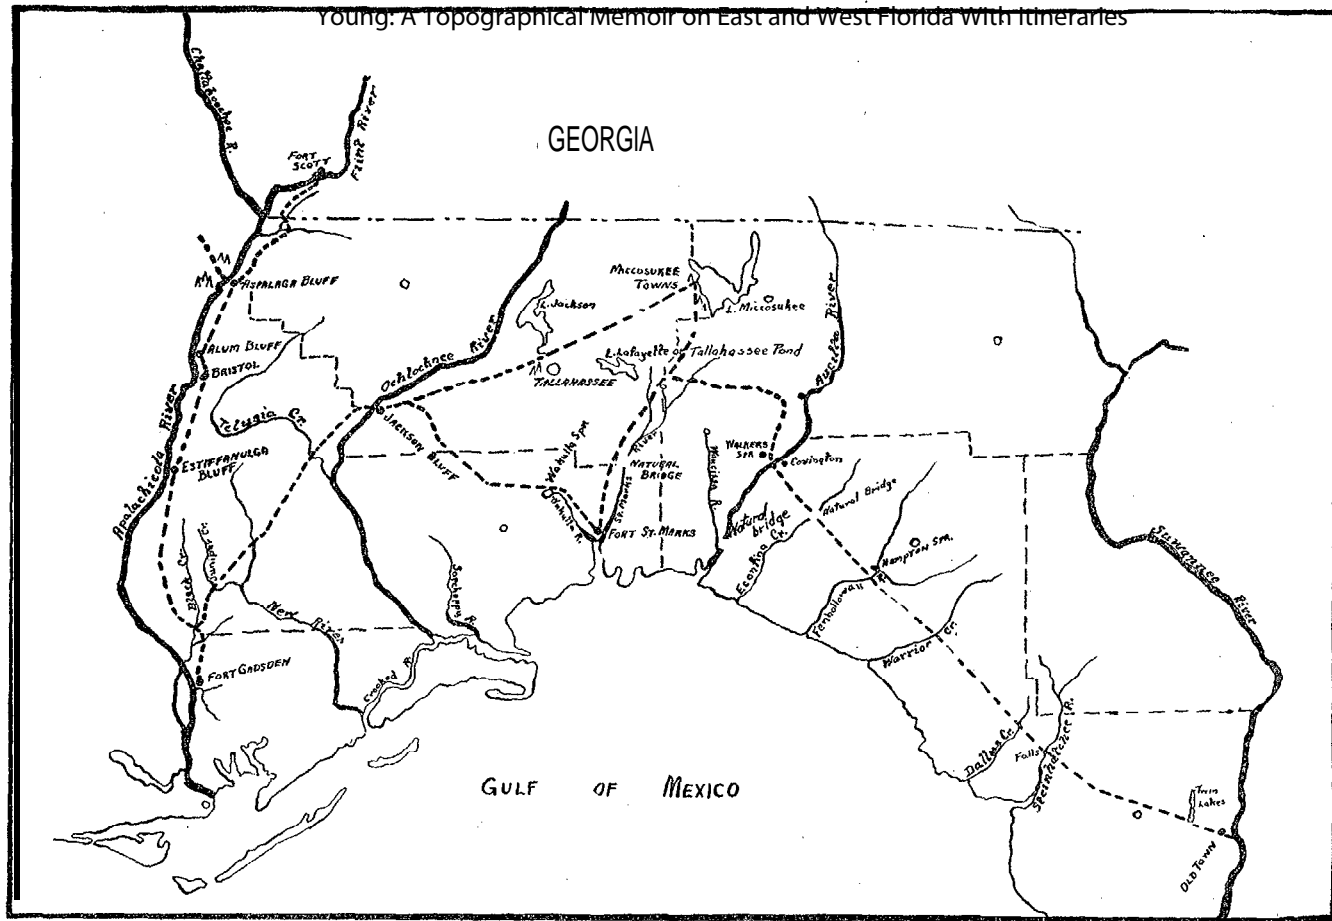 Young: A Topographical Memoir on East and West Florida With Itineraries
Chattahoochee R.
Flint River
GEORGIA
FORT
SCOTT
ASPALAGA BLUFF
MICCOSUKEE
TOWNS
L. Jackson
L. Miccosukee
Ochlochnee River
Aucilla River
ALUM BLUFF
BRISTOL
L. Lafayette or Tallahassee Pond
TALLAHASSEE
Apalachicola River
Telugia Cr.
JACKSON BLUFF
Wakulla Spr.
Wakulla R.
St. Marks
River
NATURAL
BRIDGE
Wacissa R.
WALKERS
SPR.
Covington
ESTIFFANULGA
BLUFF
FORT ST. MARKS
Natural
bridge
Natural Bridge
Econfina Cr.
HAMPTON SPR.
Fenholloway R.
Suwannee
River
Black Cr.
New
River
Sopchoppy
R.
Warrior Cr.
FORT GADSDEN
Crooked R.
Dallus Cr.
Falls
Steinhatchee R.
GULF OF MEXICO
Twin
Lakes
OLD TOWN